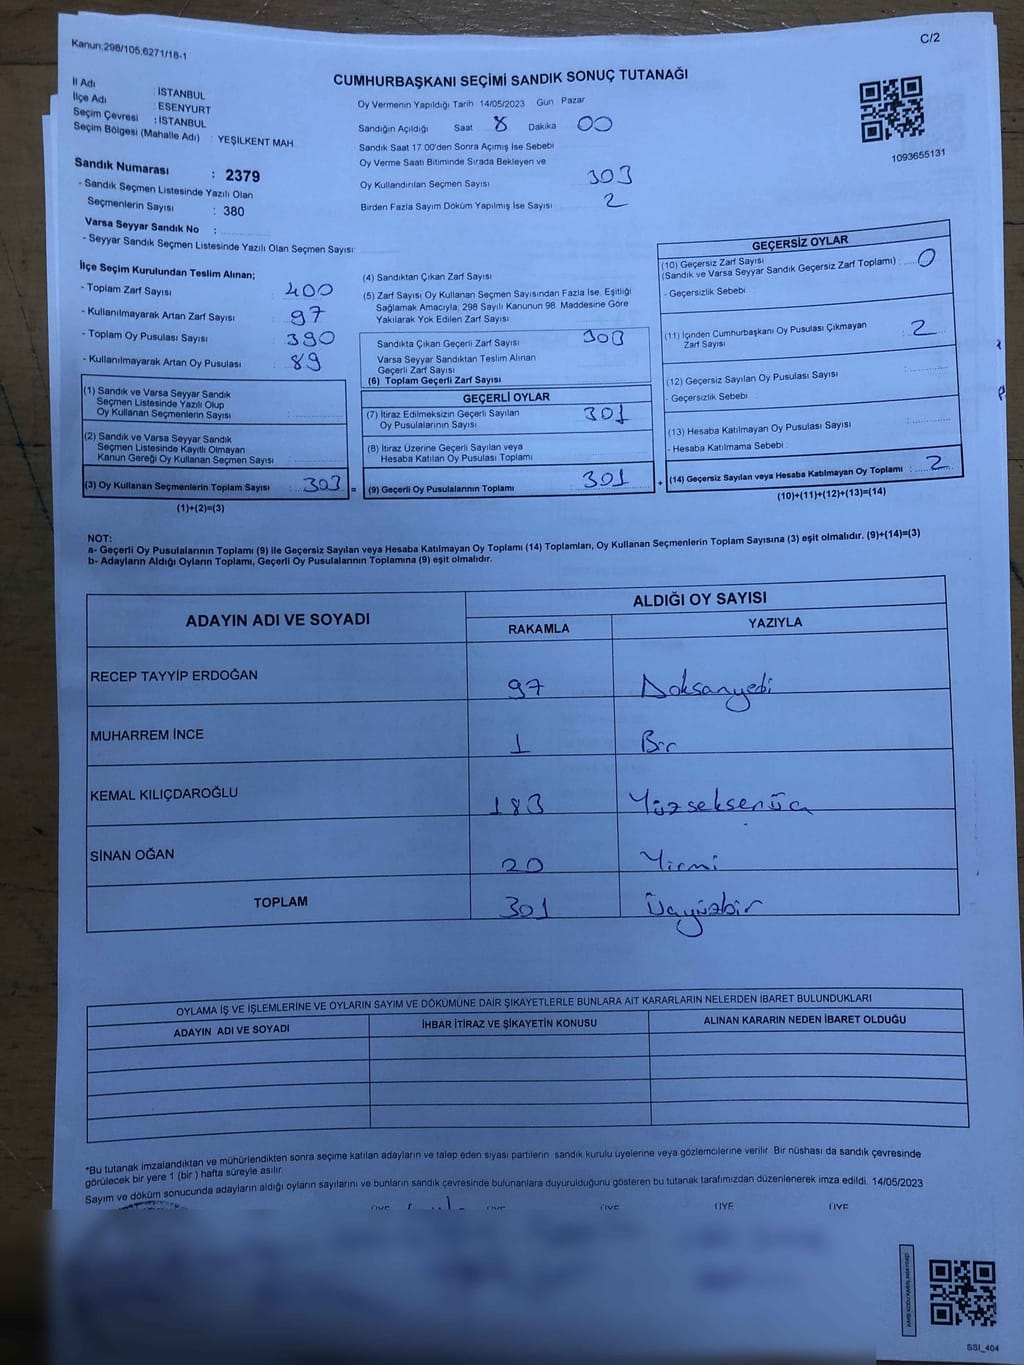 Kanun:298/105,6271/18-1
C/2
CUMHURBAŞKANI SEÇİMİ SANDIK SONUÇ TUTANAĞI
İl Adı : İSTANBUL
İlçe Adı : ESENYURT
Seçim Çevresi : İSTANBUL
Seçim Bölgesi (Mahalle Adı) : YEŞİLKENT MAH.
Sandık Numarası : 2379
- Sandık Seçmen Listesinde Yazılı Olan
Seçmenlerin Sayısı : 380
Varsa Seyyar Sandık No :
- Seyyar Sandık Seçmen Listesinde Yazılı Olan Seçmen Sayısı:
Oy Vermenin Yapıldığı Tarih 14/05/2023 Gün Pazar
Sandığın Açıldığı Saat 8 Dakika 00
Sandık Saat 17.00'den Sonra Açımış İse Sebebi
Oy Verme Saati Bitiminde Sırada Bekleyen ve
Oy Kullandırılan Seçmen Sayısı 303
Birden Fazla Sayım Döküm Yapılmış İse Sayısı 2
1093655131
İlçe Seçim Kurulundan Teslim Alınan;
- Toplam Zarf Sayısı : 400
- Kullanılmayarak Artan Zarf Sayısı : 97
- Toplam Oy Pusulası Sayısı : 390
- Kullanılmayarak Artan Oy Pusulası : 89
(1) Sandık ve Varsa Seyyar Sandık
Seçmen Listesinde Yazılı Olup
Oy Kullanan Seçmenlerin Sayısı :
(2) Sandık ve Varsa Seyyar Sandık
Seçmen Listesinde Kayıtlı Olmayan
Kanun Gereği Oy Kullanan Seçmen Sayısı :
(3) Oy Kullanan Seçmenlerin Toplam Sayısı : 303 =
(1)+(2)=(3)
(4) Sandıktan Çıkan Zarf Sayısı
(5) Zarf Sayısı Oy Kullanan Seçmen Sayısından Fazla İse, Eşitliği
Sağlamak Amacıyla; 298 Sayılı Kanunun 98. Maddesine Göre
Yakılarak Yok Edilen Zarf Sayısı
Sandıkta Çıkan Geçerli Zarf Sayısı 303
Varsa Seyyar Sandıktan Teslim Alınan
Geçerli Zarf Sayısı
(6) Toplam Geçerli Zarf Sayısı
GEÇERLİ OYLAR
(7) İtiraz Edilmeksizin Geçerli Sayılan
Oy Pusulalarının Sayısı 301
(8) İtiraz Üzerine Geçerli Sayılan veya
Hesaba Katılan Oy Pusulası Toplamı
(9) Geçerli Oy Pusulalarının Toplamı 301 +
GEÇERSİZ OYLAR
(10) Geçersiz Zarf Sayısı
(Sandık ve Varsa Seyyar Sandık Geçersiz Zarf Toplamı) : 0
- Geçersizlik Sebebi
(11) İçinden Cumhurbaşkanı Oy Pusulası Çıkmayan
Zarf Sayısı : 2
(12) Geçersiz Sayılan Oy Pusulası Sayısı :
- Geçersizlik Sebebi :
(13) Hesaba Katılmayan Oy Pusulası Sayısı :
- Hesaba Katılmama Sebebi :
(14) Geçersiz Sayılan veya Hesaba Katılmayan Oy Toplamı : 2
(10)+(11)+(12)+(13)=(14)
NOT:
a- Geçerli Oy Pusulalarının Toplamı (9) ile Geçersiz Sayılan veya Hesaba Katılmayan Oy Toplamı (14) Toplamları, Oy Kullanan Seçmenlerin Toplam Sayısına (3) eşit olmalıdır. (9)+(14)=(3)
b- Adayların Aldığı Oyların Toplamı, Geçerli Oy Pusulalarının Toplamına (9) eşit olmalıdır.
ADAYIN ADI VE SOYADI ALDIĞI OY SAYISI
RAKAMLA YAZIYLA
RECEP TAYYİP ERDOĞAN 97 Doksanyedi
MUHARREM İNCE 1 Bir
KEMAL KILIÇDAROĞLU 183 Yüzseksenüç
SİNAN OĞAN 20 Yirmi
TOPLAM 301 Üçyüzbir
OYLAMA İŞ VE İŞLEMLERİNE VE OYLARIN SAYIM VE DÖKÜMÜNE DAİR ŞİKAYETLERLE BUNLARA AİT KARARLARIN NELERDEN İBARET BULUNDUKLARI
ADAYIN ADI VE SOYADI İHBAR İTİRAZ VE ŞİKAYETİN KONUSU ALINAN KARARIN NEDEN İBARET OLDUĞU
*Bu tutanak imzalandıktan ve mühürlendikten sonra seçime katılan adayların ve talep eden siyasi partilerin sandık kurulu üyelerine veya gözlemcilerine verilir. Bir nüshası da sandık çevresinde
görülecek bir yere 1 (bir ) hafta süreyle asılır.
Sayım ve döküm sonucunda adayların aldığı oyların sayılarını ve bunların sandık çevresinde bulunanlara duyurulduğunu gösteren bu tutanak tarafımızdan düzenlenerek imza edildi. 14/05/2023
ÜYE ÜYE ÜYE ÜYE ÜYE
SSI_404